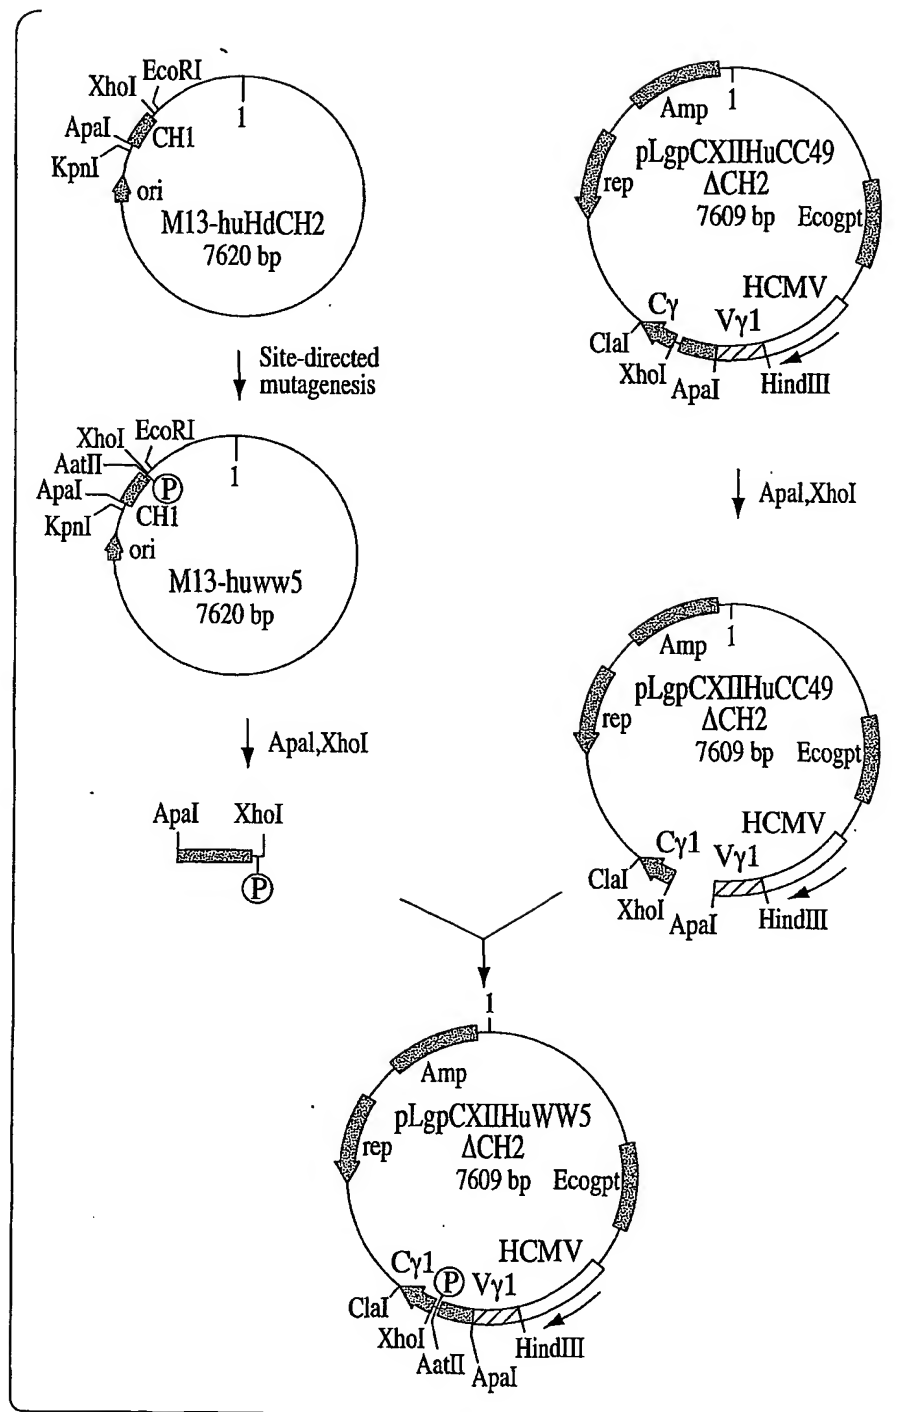 EcoRI
XhoI
1
ApaI
CH1
KpnI
ori
M13-huHdCH2
7620 bp
Site-directed
mutagenesis
EcoRI
XhoI
AatII
1
ApaI
P
KpnI
CH1
ori
M13-huww5
7620 bp
ApaI,XhoI
ApaI XhoI
P
1
Amp
pLgpCXIIHuCC49
rep
ΔCH2
7609 bp
Ecogpt
HCMV
Cγ
Vγ1
ClaI
XhoI
ApaI
HindIII
ApaI,XhoI
1
Amp
pLgpCXIIHuCC49
rep
ΔCH2
7609 bp
Ecogpt
HCMV
Cγ1
Vγ1
ClaI
XhoI
ApaI
HindIII
1
Amp
pLgpCXIIHuWW5
rep
ΔCH2
7609 bp
Ecogpt
HCMV
Cγ1
P
Vγ1
ClaI
XhoI
AatII
ApaI
HindIII